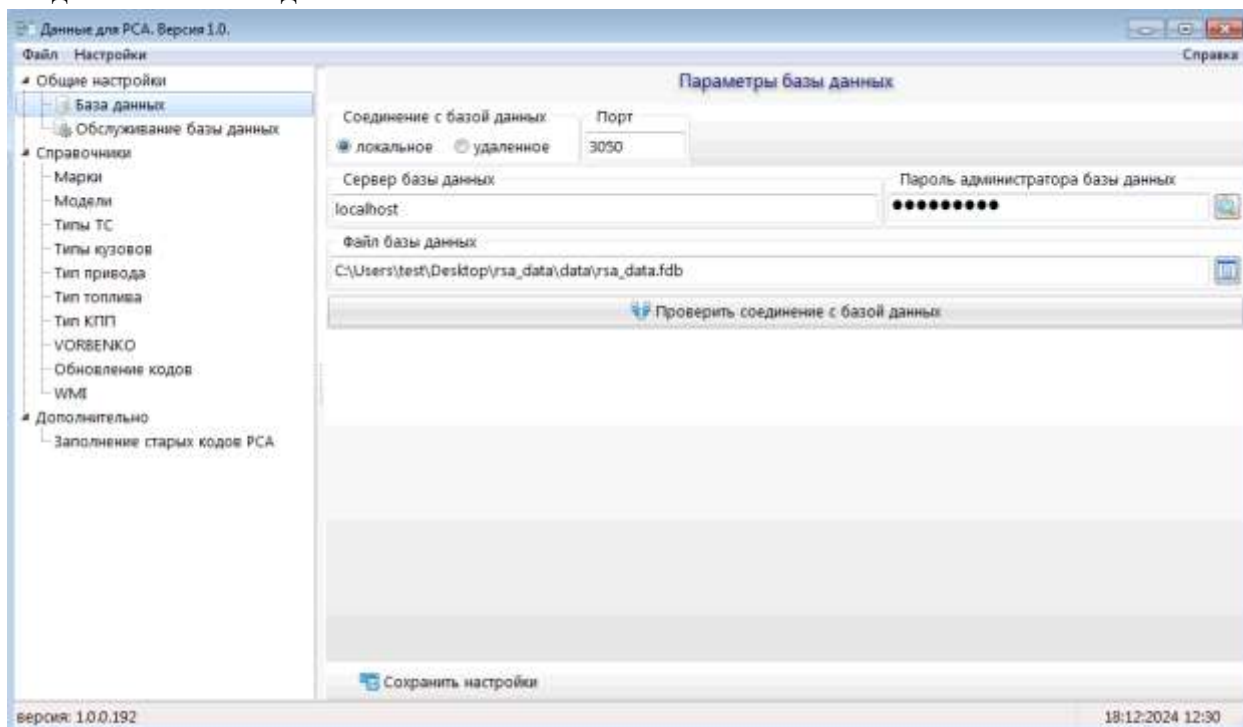 Данные для РСА. Версия 1.0.
Файл Настройки Справка
Общие настройки
База данных
Обслуживание базы данных
Справочники
Марки
Модели
Типы ТС
Типы кузовов
Тип привода
Тип топлива
Тип КПП
VORBENKO
Обновление кодов
WMI
Дополнительно
Заполнение старых кодов РСА
Параметры базы данных
Соединение с базой данных Порт
локальное удаленное 3050
Сервер базы данных Пароль администратора базы данных
localhost ●●●●●●●●●
Файл базы данных
C:\Users\test\Desktop\rsa_data\data\rsa_data.fdb
Проверить соединение с базой данных
Сохранить настройки
версия: 1.0.0.192 18:12:2024 12:30